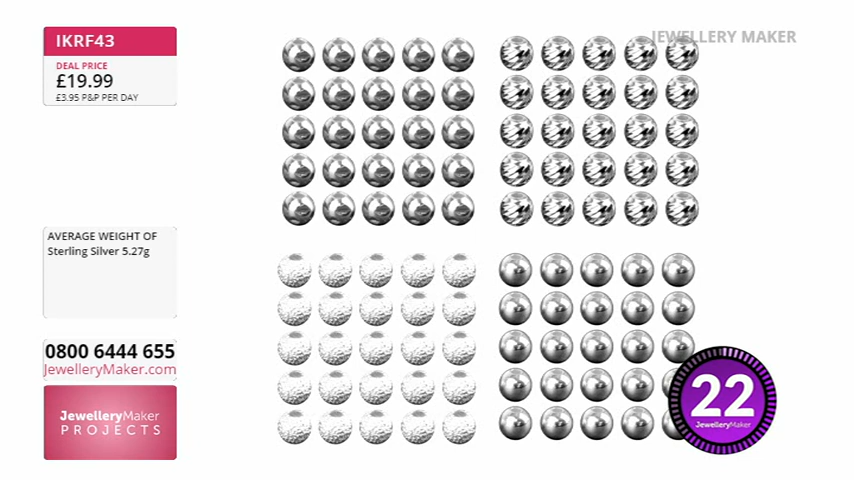 IKRF43
DEAL PRICE
£19.99
£3.95 P&P PER DAY
JEWELLERY MAKER
AVERAGE WEIGHT OF
Sterling Silver 5.27g
0800 6444 655
JewelleryMaker.com
JewelleryMaker
PROJECTS
22
JewelleryMaker